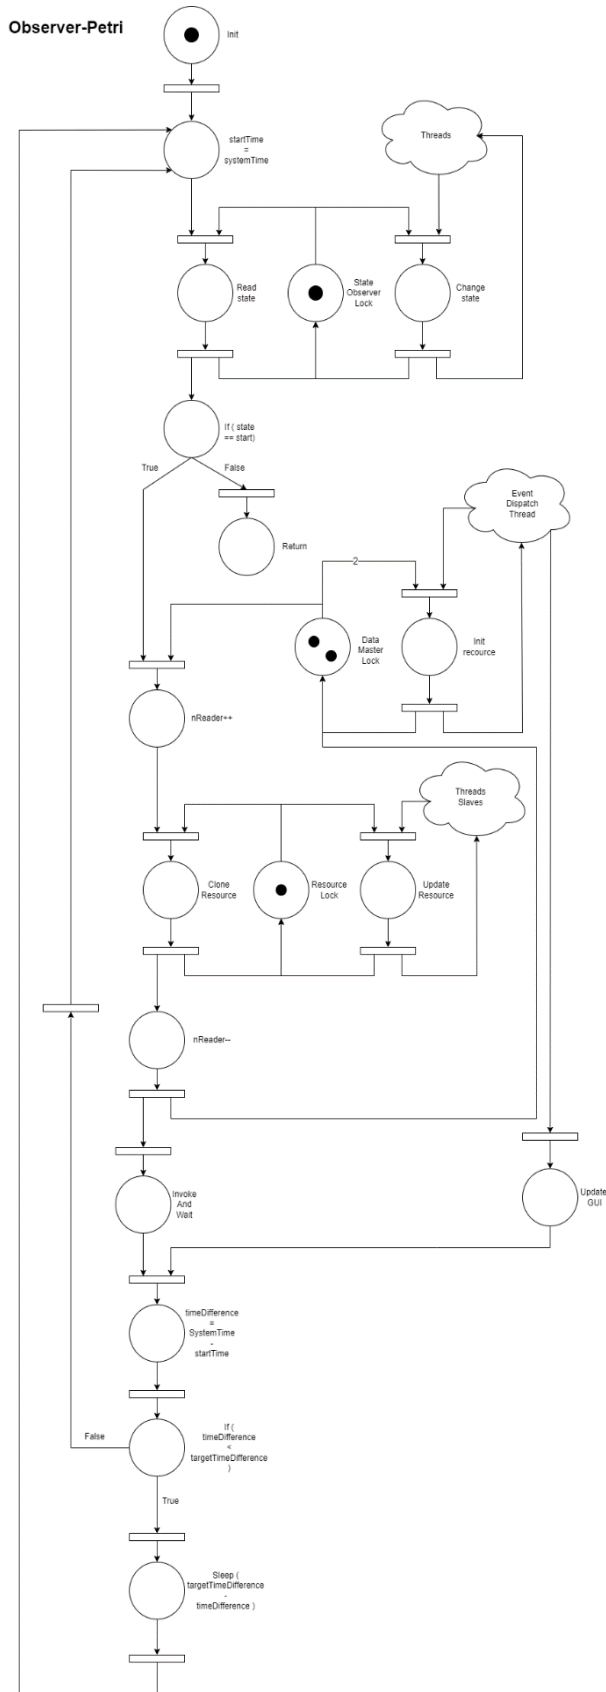 Observer-Petri
Init
startTime
=
systemTime
Threads
Read
state
State
Observer
Lock
Change
state
If ( state
== start)
True
False
Return
Event
Dispatch
Thread
2
Data
Master
Lock
Init
recource
nReader++
Threads
Slaves
Clone
Resource
Resource
Lock
Update
Resource
nReader--
Invoke
And
Wait
Update
GUI
timeDifference
=
SystemTime
-
startTime
If (
timeDifference
<
targetTimeDifference
)
False
True
Sleep (
targetTimeDifference
-
timeDifference )